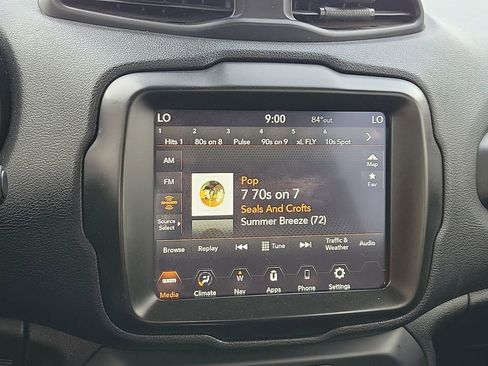 LO 9:00 84°out LO
1 2 3 4 5 6
Hits 1 80s on 8 Pulse 90s on 9 xL FLY 10s Spot
AM
Map
FM
Pop
7 70s on 7
Fav
Seals And Crofts
Source
Select
Summer Breeze (72)
Browse Replay Tune Traffic &
Weather Audio
SXM W
Media Climate Nav Apps Phone Settings